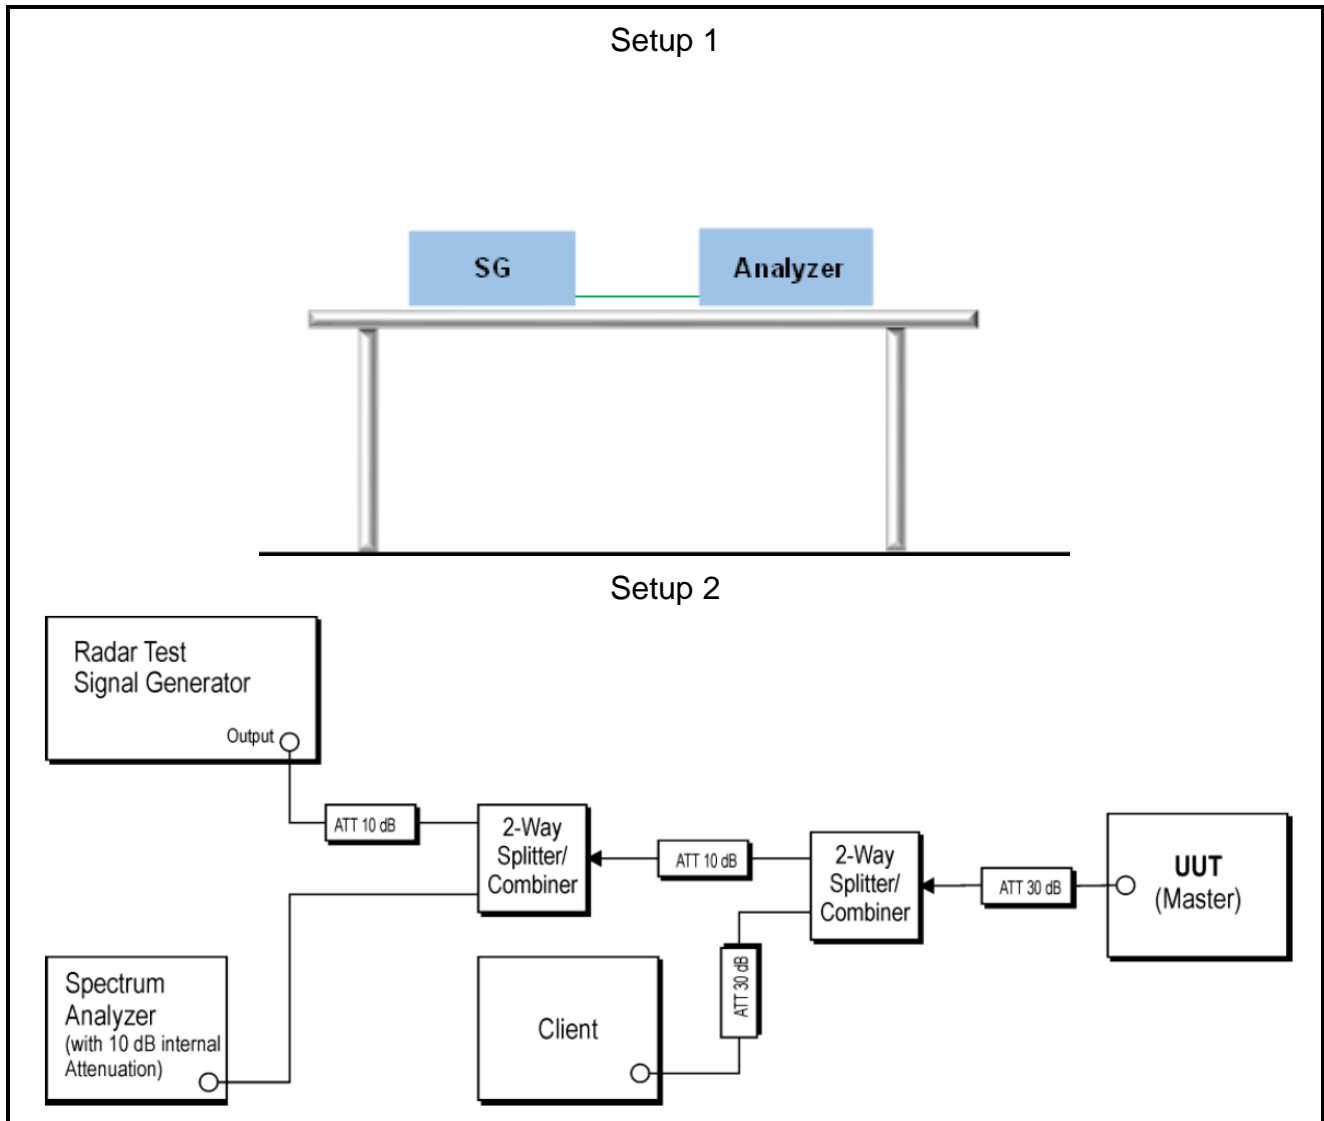 Setup 1
SG
Analyzer
Setup 2
Radar Test
Signal Generator
Output
ATT 10 dB
2-Way
Splitter/
Combiner
ATT 10 dB
2-Way
Splitter/
Combiner
ATT 30 dB
UUT
(Master)
Spectrum
Analyzer
(with 10 dB internal
Attenuation)
Client
ATT 30 dB